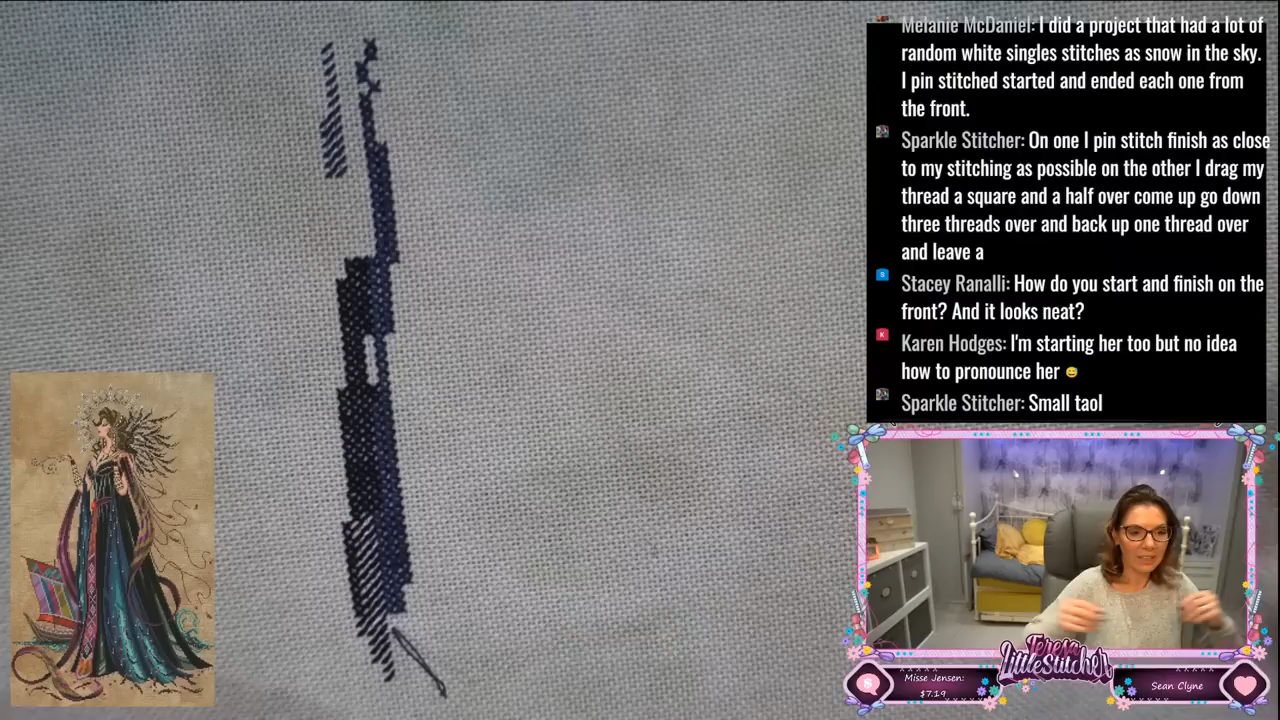 Melanie McDaniel: I did a project that had a lot of
random white singles stitches as snow in the sky.
I pin stitched started and ended each one from
the front.
Sparkle Stitcher: On one I pin stitch finish as close
to my stitching as possible on the other I drag my
thread a square and a half over come up go down
three threads over and back up one thread over
and leave a
S
Stacey Ranalli: How do you start and finish on the
front? And it looks neat?
K
Karen Hodges: I'm starting her too but no idea
how to pronounce her 😅
Sparkle Stitcher: Small taol
Teresa
LittleStitcher
Misse Jensen:
$7.19
Sean Clyne